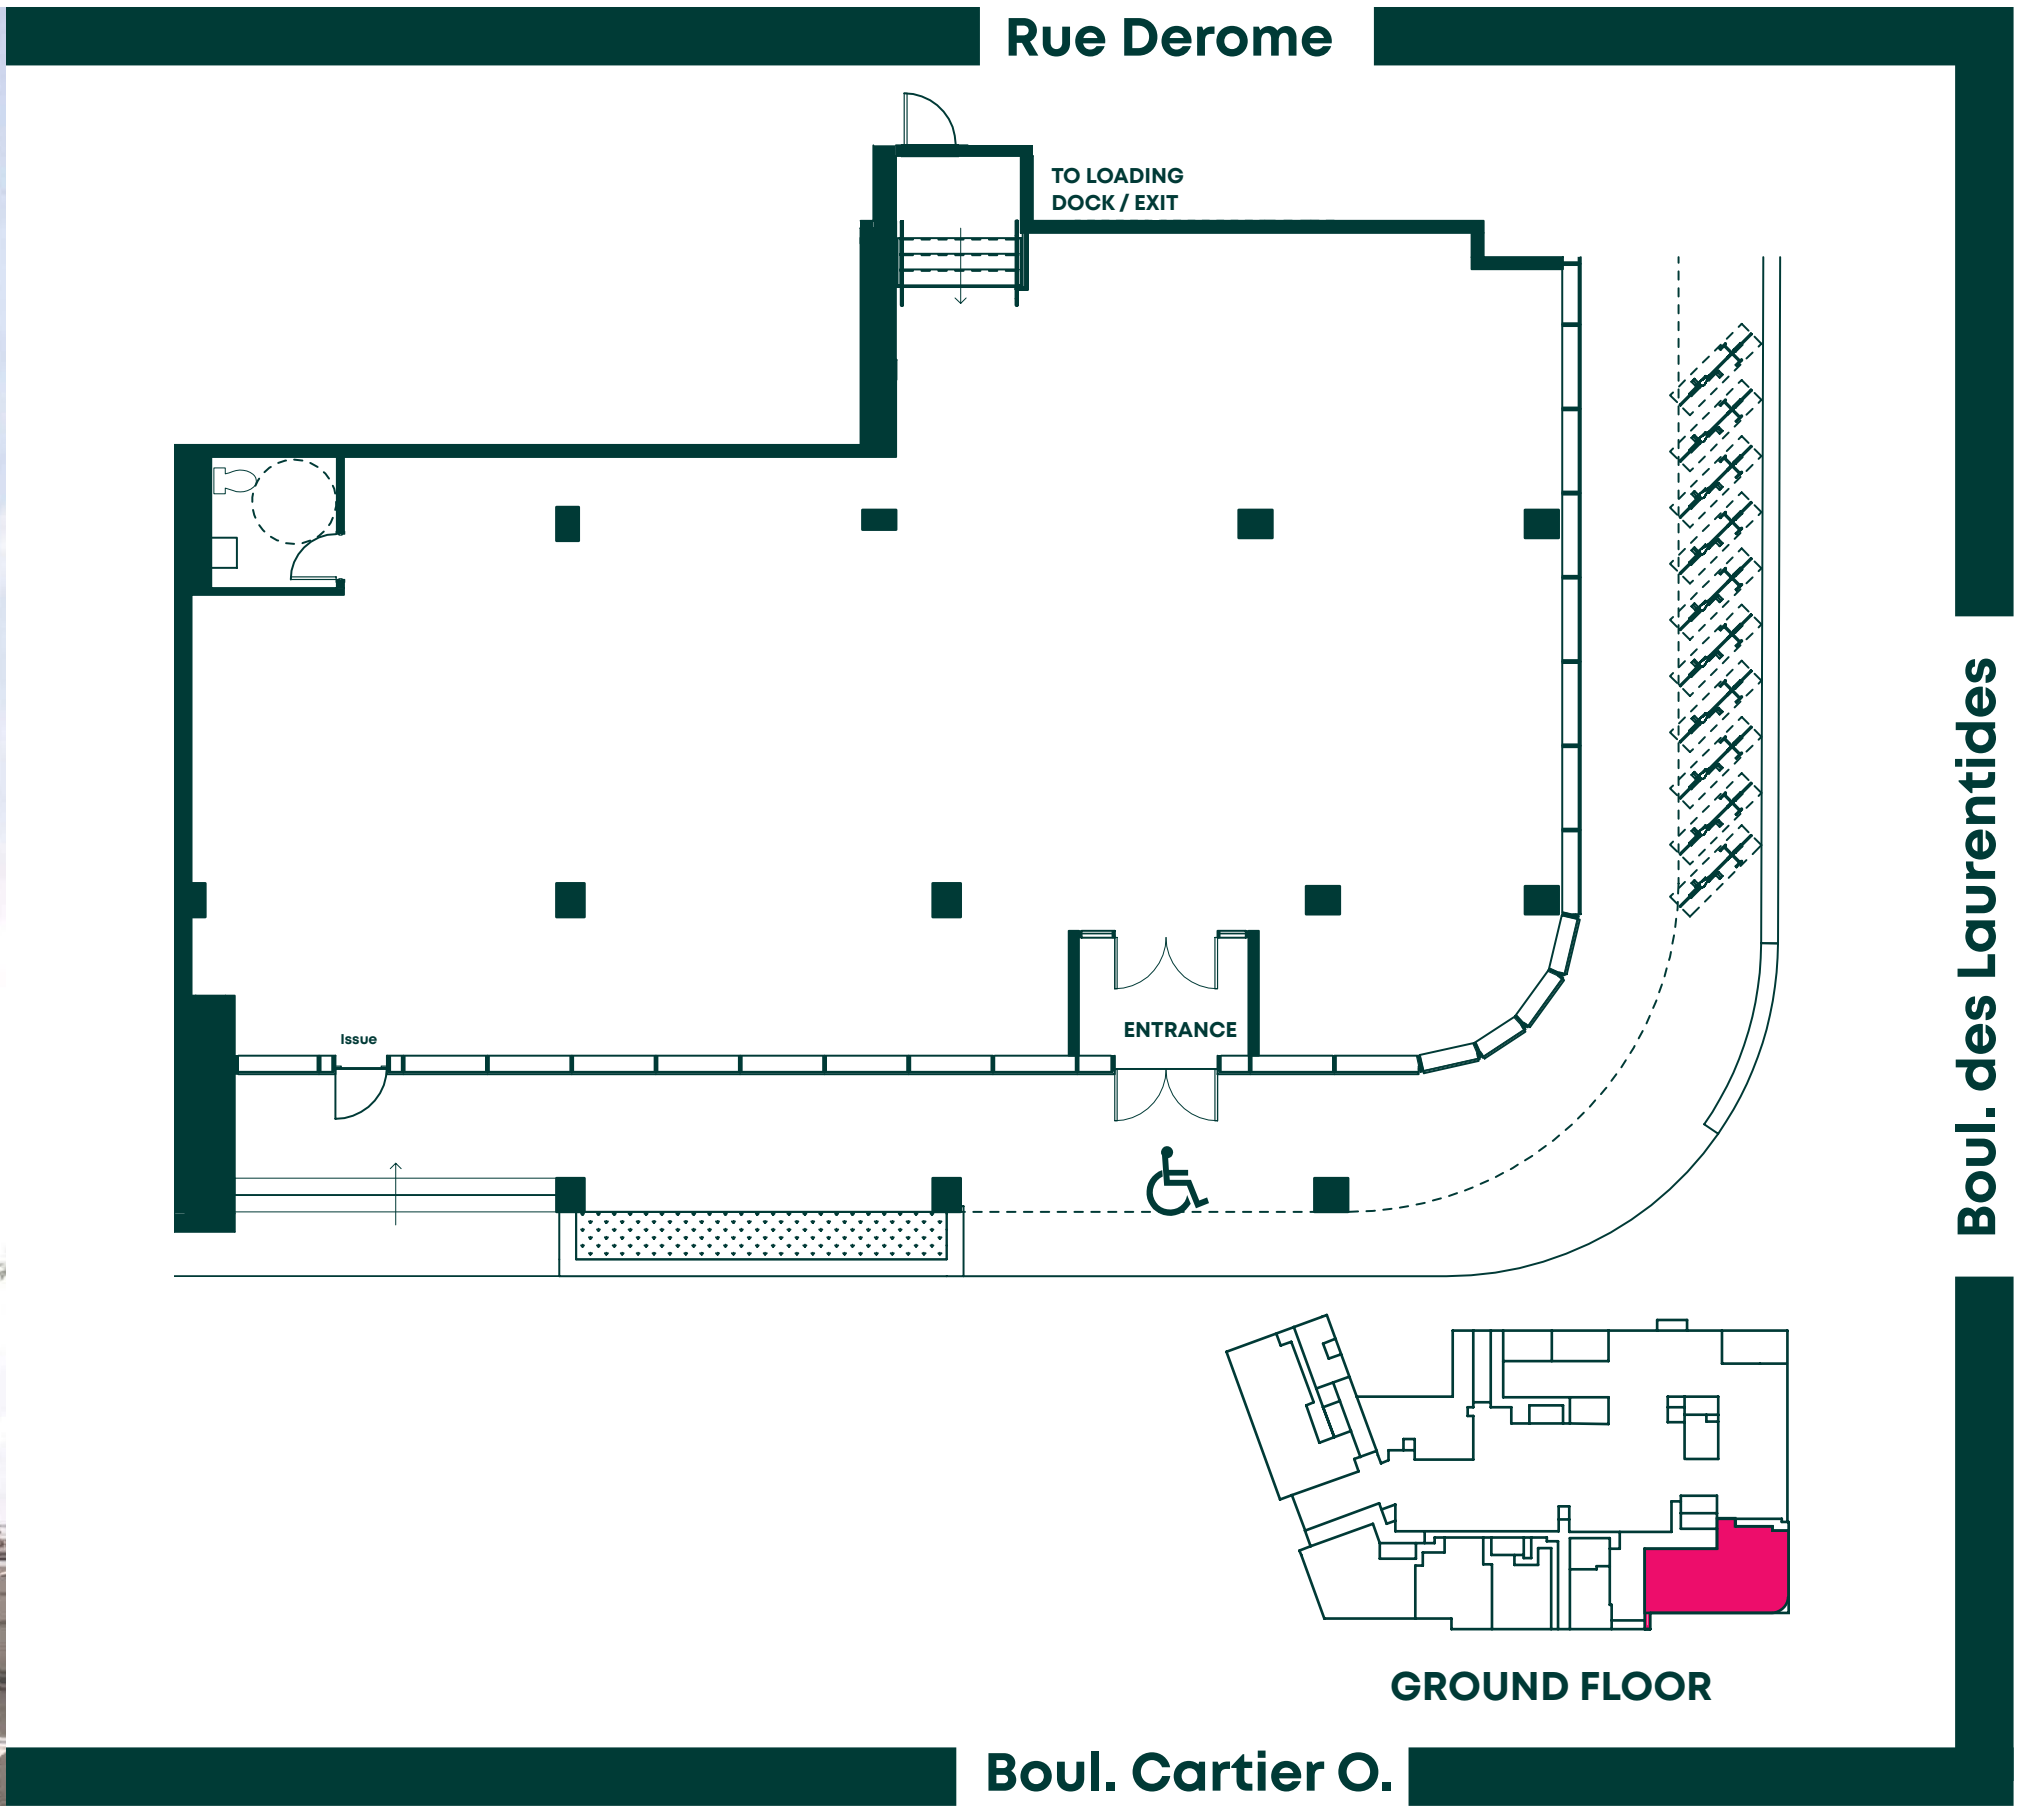 Rue Derome
TO LOADING
DOCK / EXIT
Boul. des Laurentides
Issue
ENTRANCE
GROUND FLOOR
Boul. Cartier O.